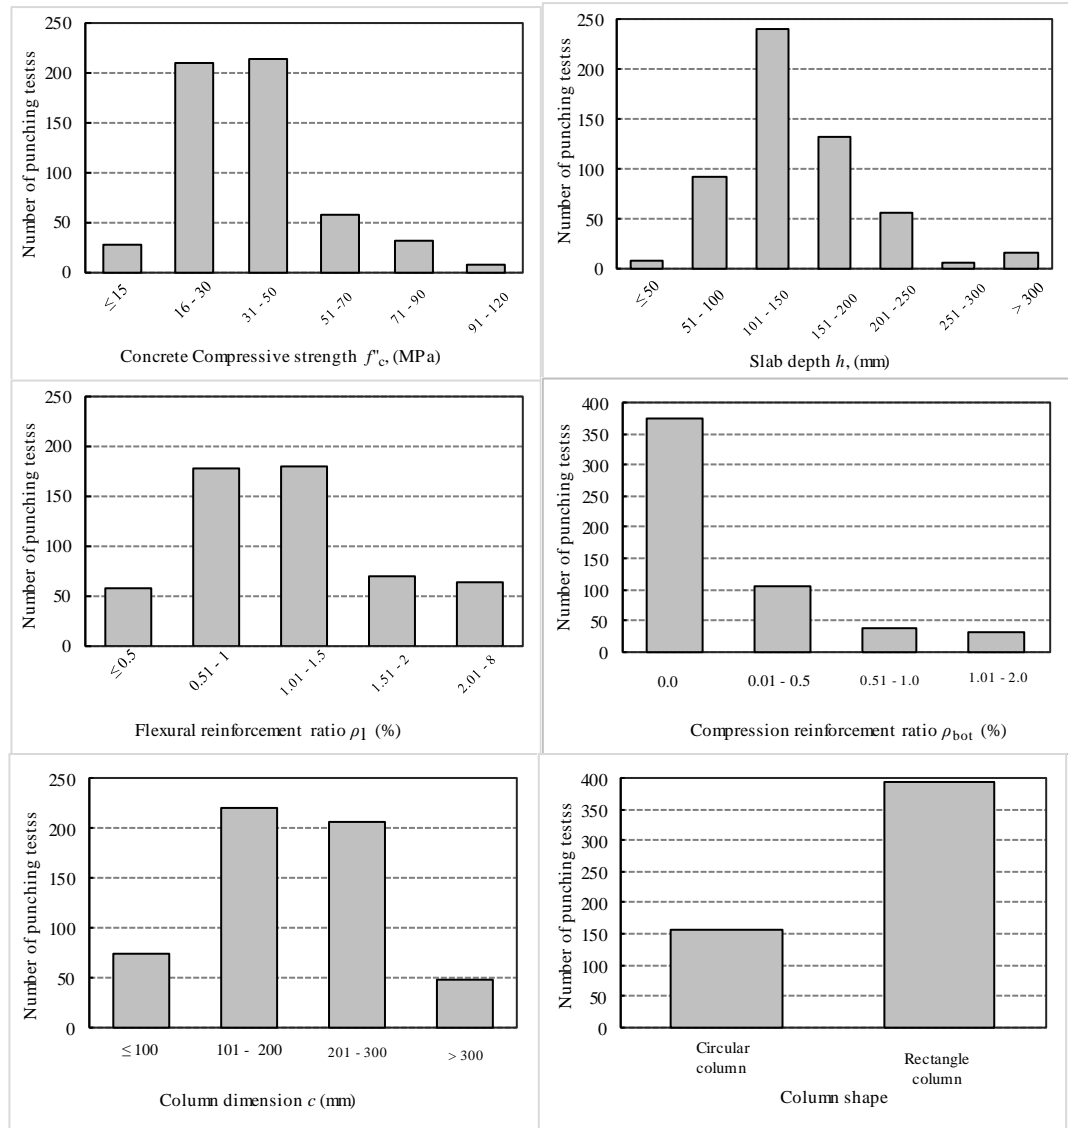 Number of punching testss
250
200
150
100
50
0
≤ 15
16 - 30
31 - 50
51 - 70
71 - 90
91 - 120
Concrete Compressive strength f"c, (MPa)
Number of punching testss
250
200
150
100
50
0
≤ 50
51 - 100
101 - 150
151 - 200
201 - 250
251 - 300
> 300
Slab depth h, (mm)
Number of punching testss
250
200
150
100
50
0
≤ 0.5
0.51 - 1
1.01 - 1.5
1.51 - 2
2.01 - 8
Flexural reinforcement ratio ρ1 (%)
Number of punching testss
400
350
300
250
200
150
100
50
0
0.0
0.01 - 0.5
0.51 - 1.0
1.01 - 2.0
Compression reinforcement ratio ρbot (%)
Number of punching testss
250
200
150
100
50
0
≤ 100
101 - 200
201 - 300
> 300
Column dimension c (mm)
Number of punching testss
400
350
300
250
200
150
100
50
0
Circular
column
Rectangle
column
Column shape